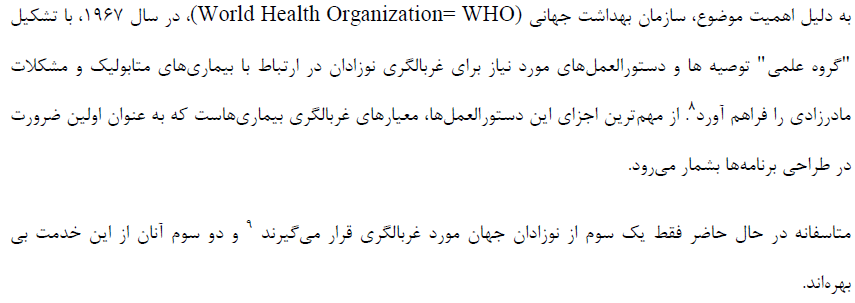 به دلیل اهمیت موضوع، سازمان بهداشت جهانی (World Health Organization= WHO)، در سال ۱۹۶۷، با تشکیل
"گروه علمی" توصیه ها و دستورالعمل‌های مورد نیاز برای غربالگری نوزادان در ارتباط با بیماری‌های متابولیک و مشکلات
مادرزادی را فراهم آورد۸. از مهم‌ترین اجزای این دستورالعمل‌ها، معیارهای غربالگری بیماری‌هاست که به عنوان اولین ضرورت
در طراحی برنامه‌ها بشمار می‌رود.
متاسفانه در حال حاضر فقط یک سوم از نوزادان جهان مورد غربالگری قرار می‌گیرند ۹ و دو سوم آنان از این خدمت بی
بهره‌اند.